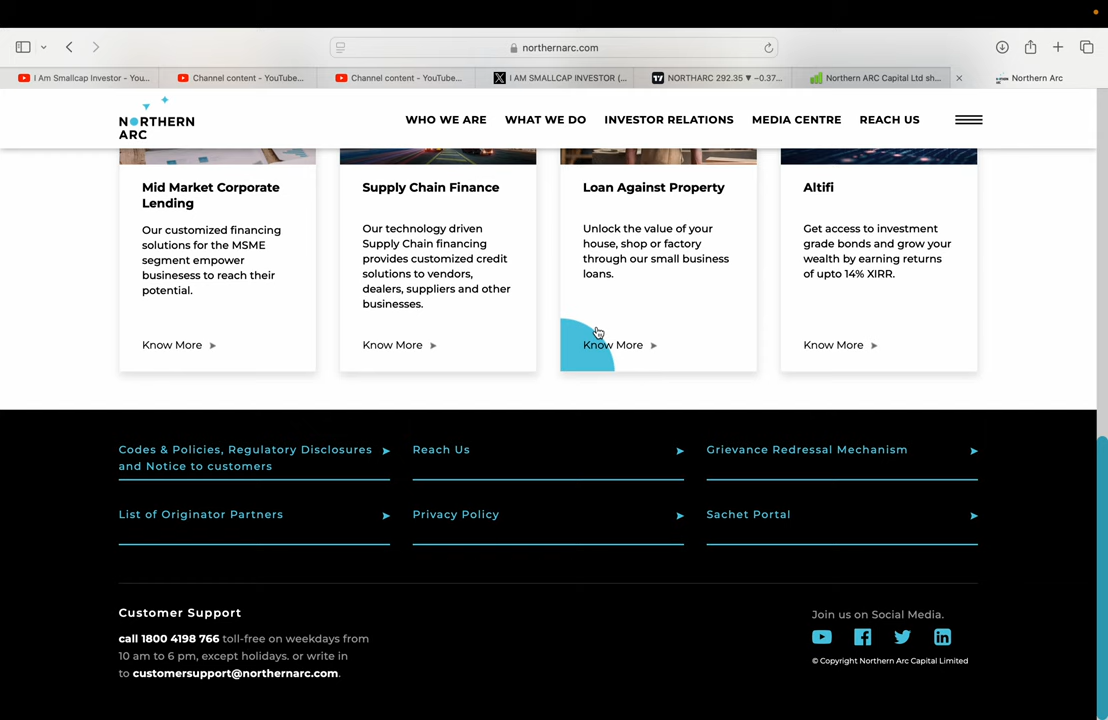 northernarc.com
I Am Smallcap Investor - You...
Channel content - YouTube...
Channel content - YouTube...
I AM SMALLCAP INVESTOR (...
NORTHARC 292.35 ▼ −0.37...
Northern ARC Capital Ltd sh...
Northern Arc
NORTHERN
ARC
WHO WE ARE
WHAT WE DO
INVESTOR RELATIONS
MEDIA CENTRE
REACH US
Mid Market Corporate
Lending
Our customized financing
solutions for the MSME
segment empower
businesess to reach their
potential.
Know More
Supply Chain Finance
Our technology driven
Supply Chain financing
provides customized credit
solutions to vendors,
dealers, suppliers and other
businesses.
Know More
Loan Against Property
Unlock the value of your
house, shop or factory
through our small business
loans.
Know More
Altifi
Get access to investment
grade bonds and grow your
wealth by earning returns
of upto 14% XIRR.
Know More
Codes & Policies, Regulatory Disclosures
and Notice to customers
Reach Us
Grievance Redressal Mechanism
List of Originator Partners
Privacy Policy
Sachet Portal
Customer Support
call 1800 4198 766 toll-free on weekdays from
10 am to 6 pm, except holidays. or write in
to customersupport@northernarc.com.
Join us on Social Media.
© Copyright Northern Arc Capital Limited